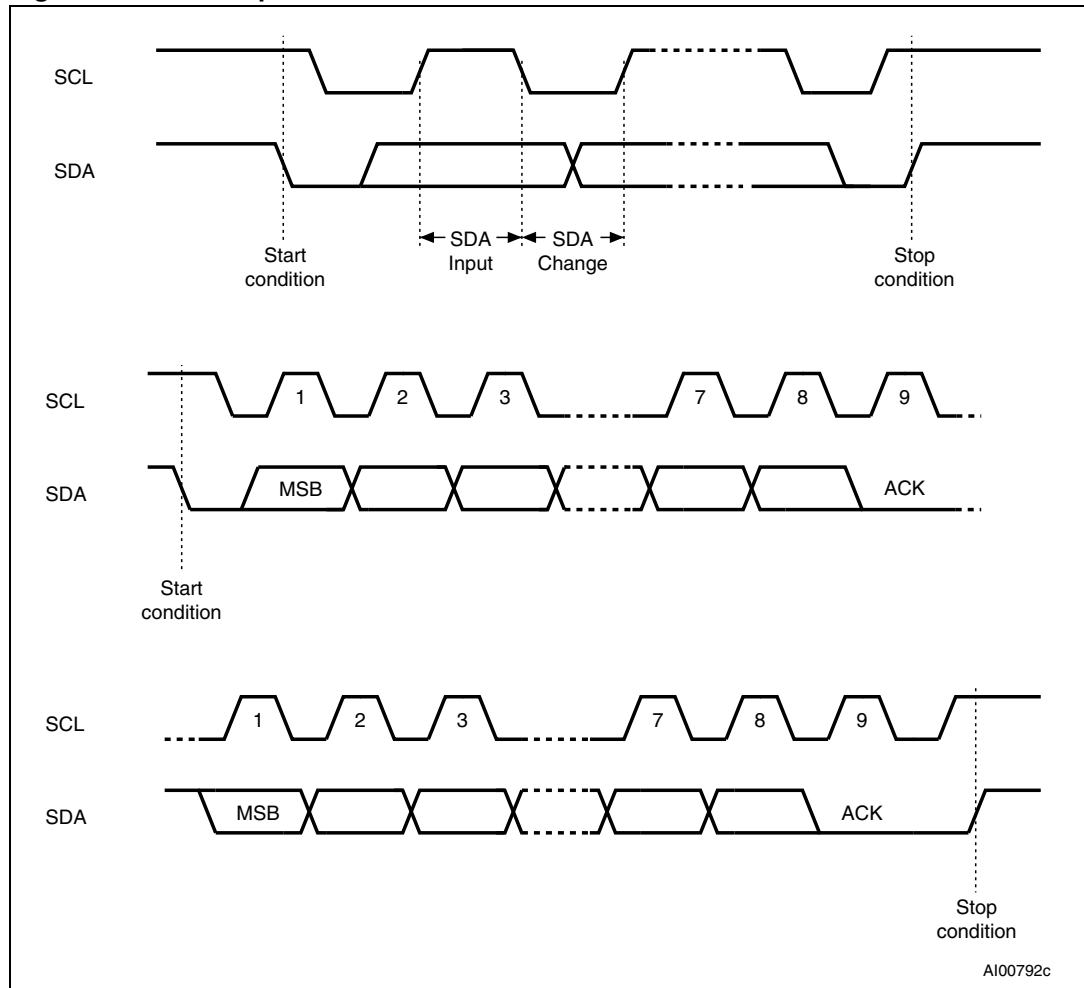 SCL
SDA
Start
condition
SDA
Input
SDA
Change
Stop
condition
SCL
1 2 3 7 8 9
SDA
MSB
ACK
Start
condition
SCL
1 2 3 7 8 9
SDA
MSB
ACK
Stop
condition
AI00792c